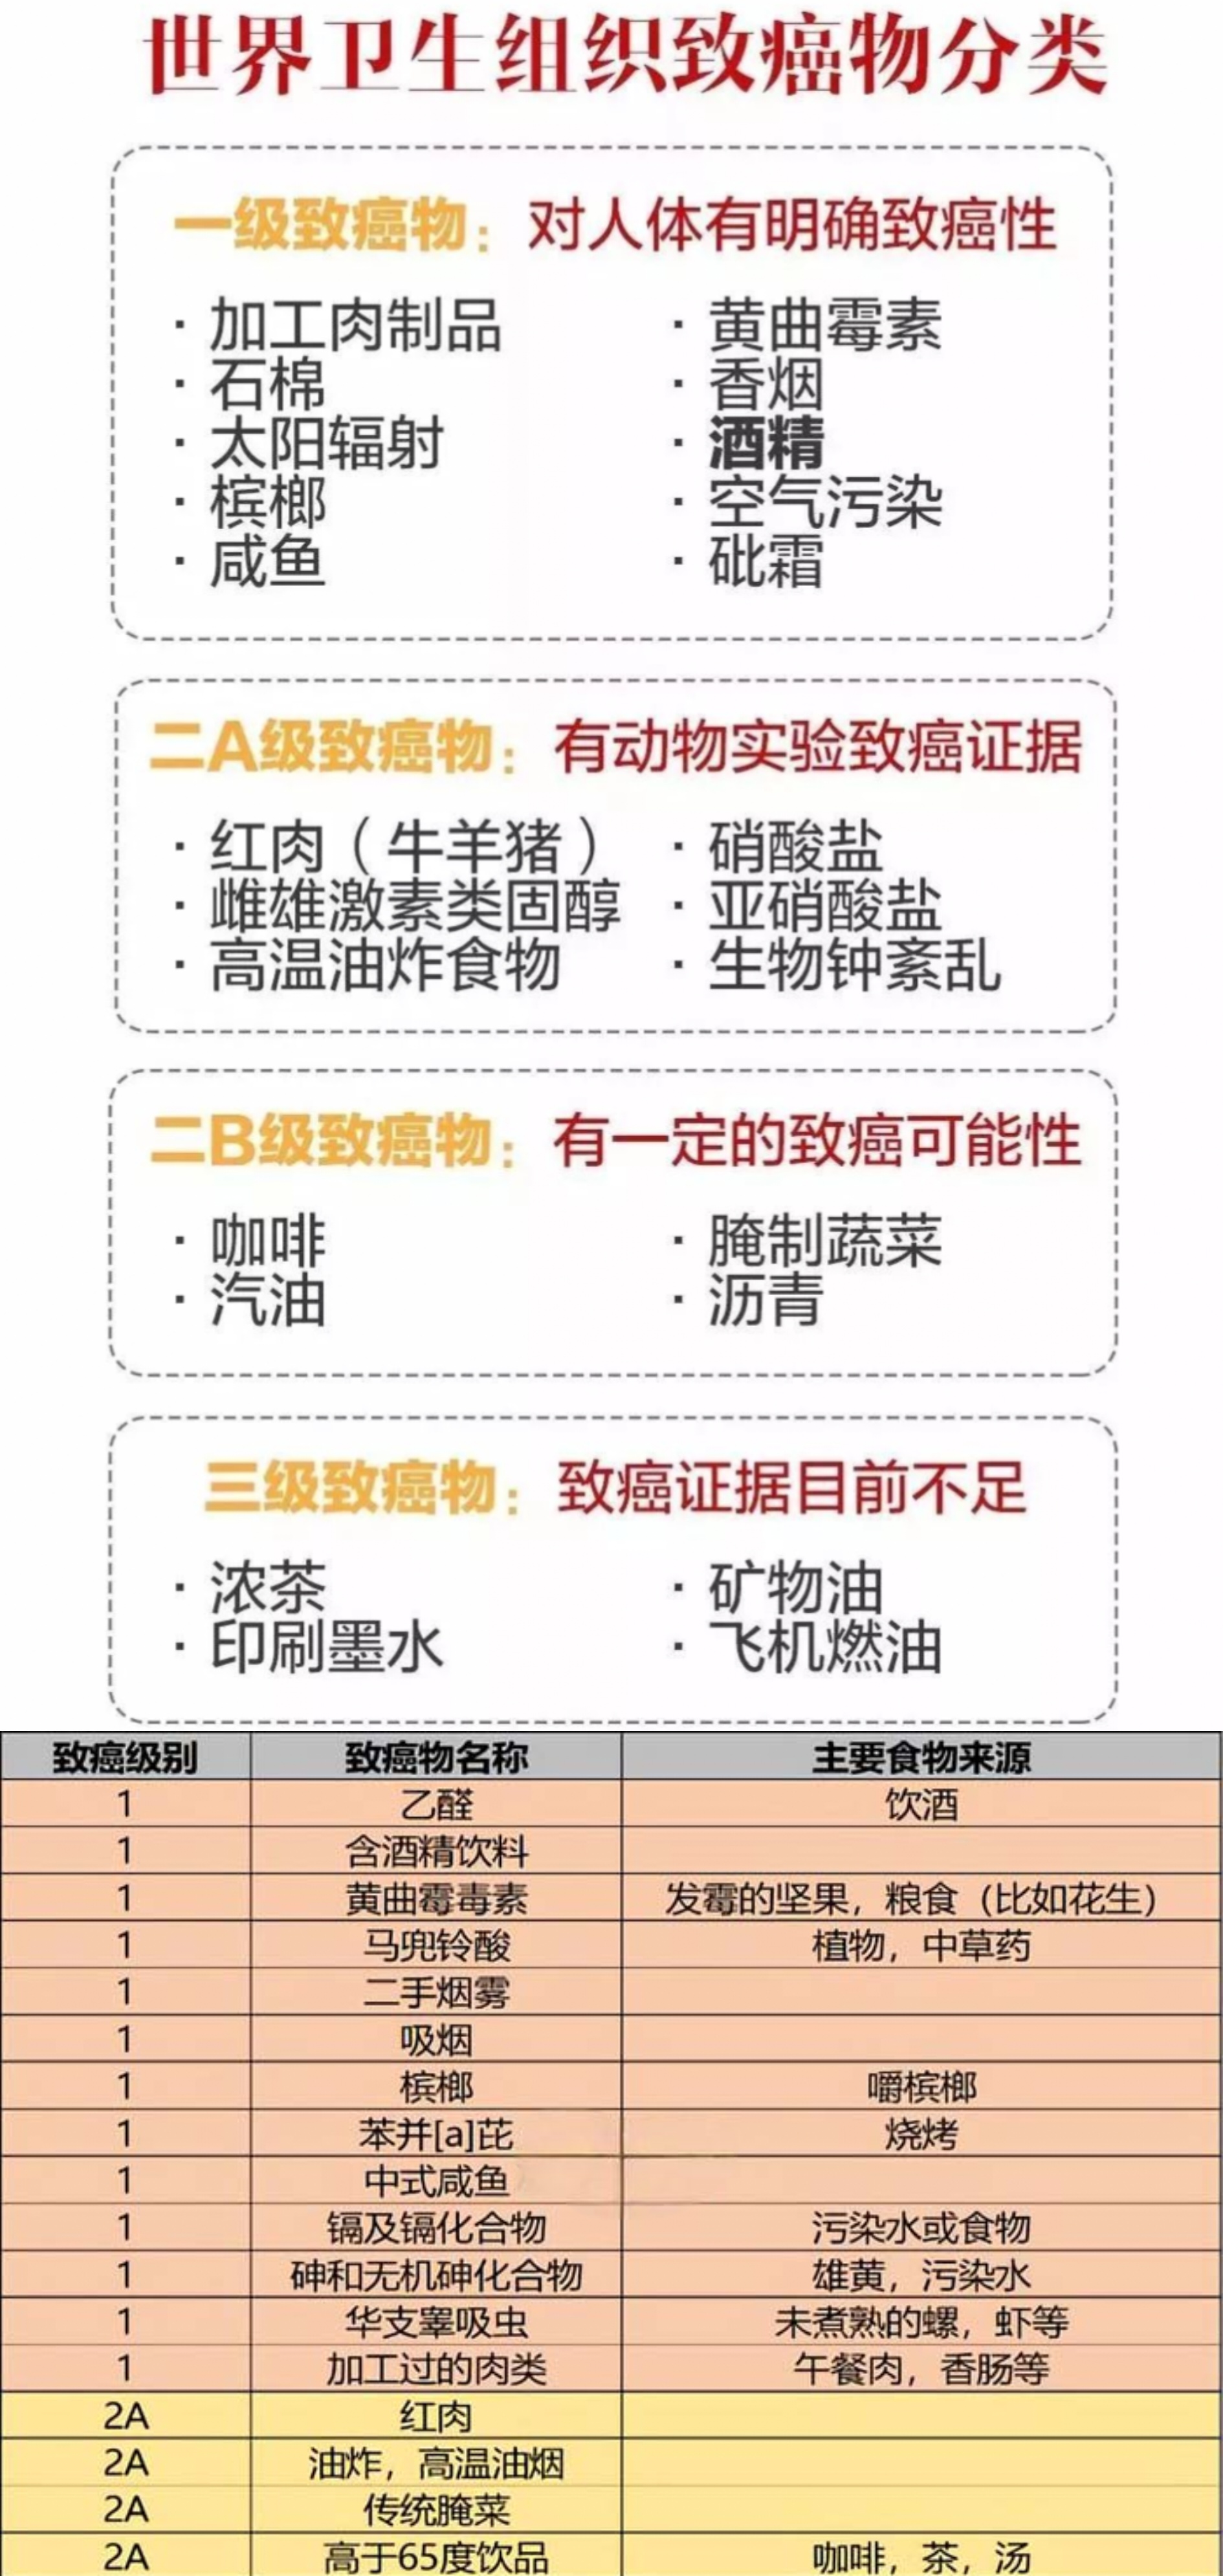 世界卫生组织致癌物分类
一级致癌物：对人体有明确致癌性
· 加工肉制品 · 黄曲霉素
· 石棉 · 香烟
· 太阳辐射 · 酒精
· 槟榔 · 空气污染
· 咸鱼 · 砒霜
二A级致癌物：有动物实验致癌证据
· 红肉（牛羊猪） · 硝酸盐
· 雌雄激素类固醇 · 亚硝酸盐
· 高温油炸食物 · 生物钟紊乱
二B级致癌物：有一定的致癌可能性
· 咖啡 · 腌制蔬菜
· 汽油 · 沥青
三级致癌物：致癌证据目前不足
· 浓茶 · 矿物油
· 印刷墨水 · 飞机燃油
致癌级别 致癌物名称 主要食物来源
1 乙醛 饮酒
1 含酒精饮料
1 黄曲霉毒素 发霉的坚果，粮食（比如花生）
1 马兜铃酸 植物，中草药
1 二手烟雾
1 吸烟
1 槟榔 嚼槟榔
1 苯并[a]芘 烧烤
1 中式咸鱼
1 镉及镉化合物 污染水或食物
1 砷和无机砷化合物 雄黄，污染水
1 华支睾吸虫 未煮熟的螺，虾等
1 加工过的肉类 午餐肉，香肠等
2A 红肉
2A 油炸，高温油烟
2A 传统腌菜
2A 高于65度饮品 咖啡，茶，汤